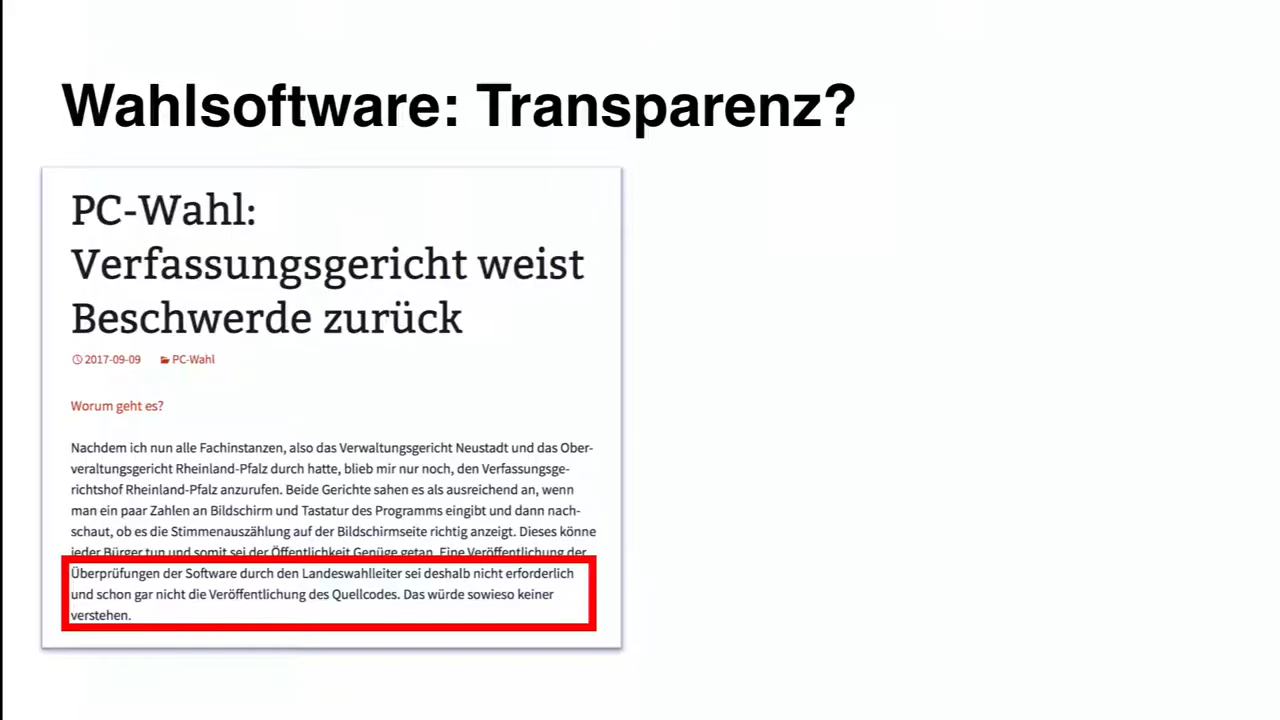 Wahlsoftware: Transparenz?
PC-Wahl:
Verfassungsgericht weist
Beschwerde zurück
2017-09-09 PC-Wahl
Worum geht es?
Nachdem ich nun alle Fachinstanzen, also das Verwaltungsgericht Neustadt und das Ober-
veraltungsgericht Rheinland-Pfalz durch hatte, blieb mir nur noch, den Verfassungsge-
richtshof Rheinland-Pfalz anzurufen. Beide Gerichte sahen es als ausreichend an, wenn
man ein paar Zahlen an Bildschirm und Tastatur des Programms eingibt und dann nach-
schaut, ob es die Stimmenauszählung auf der Bildschirmseite richtig anzeigt. Dieses könne
jeder Bürger tun und somit sei der Öffentlichkeit Genüge getan. Eine Veröffentlichung der
Überprüfungen der Software durch den Landeswahlleiter sei deshalb nicht erforderlich
und schon gar nicht die Veröffentlichung des Quellcodes. Das würde sowieso keiner
verstehen.